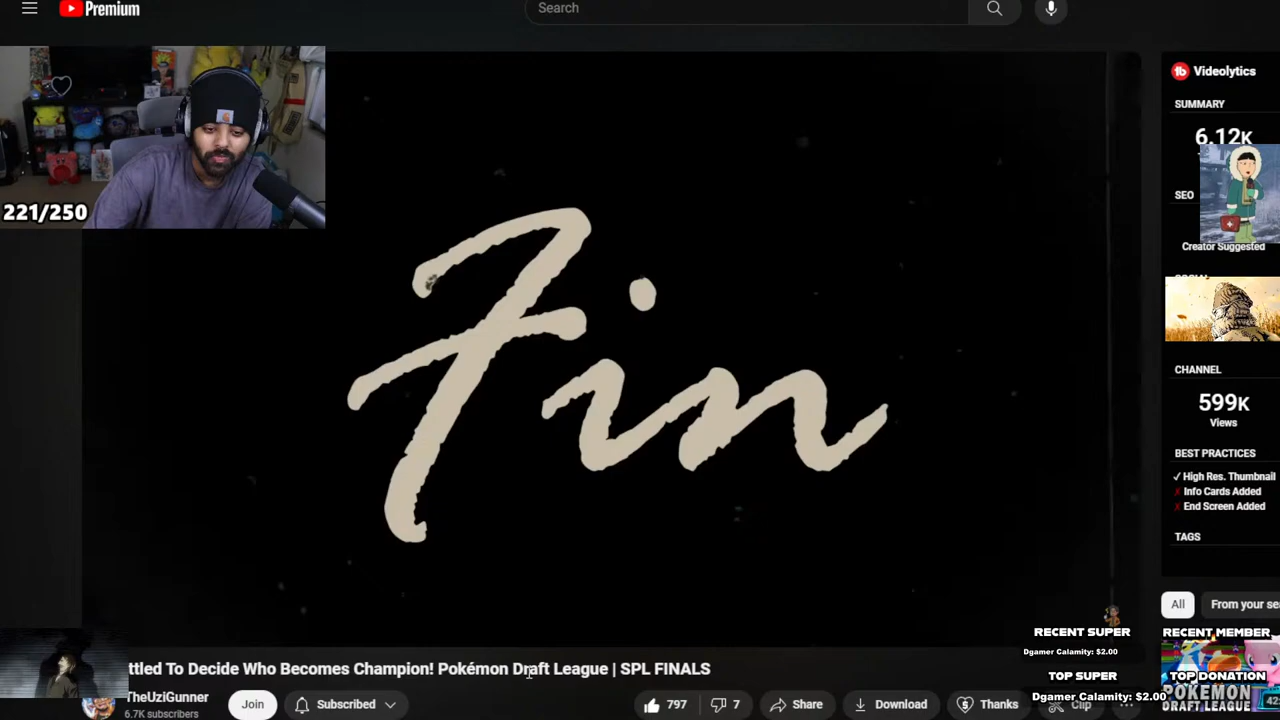 Premium
Search
221/250
Fin
tb Videolytics
SUMMARY
6.12K
SEO
Creator Suggested
CHANNEL
599K
Views
BEST PRACTICES
✓ High Res. Thumbnail
✗ Info Cards Added
✗ End Screen Added
TAGS
All
From your se
RECENT SUPER
Dgamer Calamity: $2.00
RECENT MEMBER
TOP SUPER
Dgamer Calamity: $2.00
TOP DONATION
POKEMON
DRAFT LEAGUE
ttled To Decide Who Becomes Champion! Pokémon Draft League | SPL FINALS
TheUziGunner
6.7K subscribers
Join
Subscribed
797
7
Share
Download
Thanks
Clip